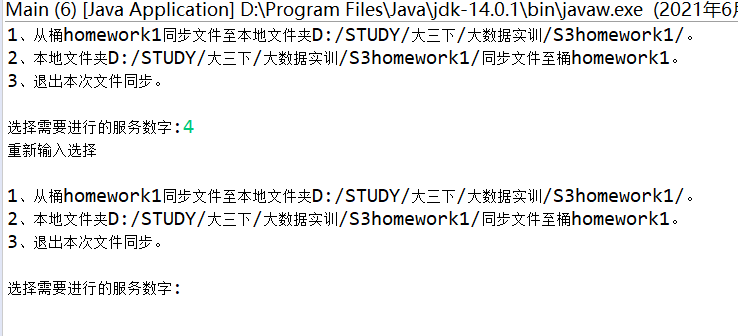 Main (6) [Java Application] D:\Program Files\Java\jdk-14.0.1\bin\javaw.exe (2021年6
1、从桶homework1同步文件至本地文件夹D:/STUDY/大三下/大数据实训/S3homework1/。
2、本地文件夹D:/STUDY/大三下/大数据实训/S3homework1/同步文件至桶homework1。
3、退出本次文件同步。
选择需要进行的服务数字:4
重新输入选择
1、从桶homework1同步文件至本地文件夹D:/STUDY/大三下/大数据实训/S3homework1/。
2、本地文件夹D:/STUDY/大三下/大数据实训/S3homework1/同步文件至桶homework1。
3、退出本次文件同步。
选择需要进行的服务数字: